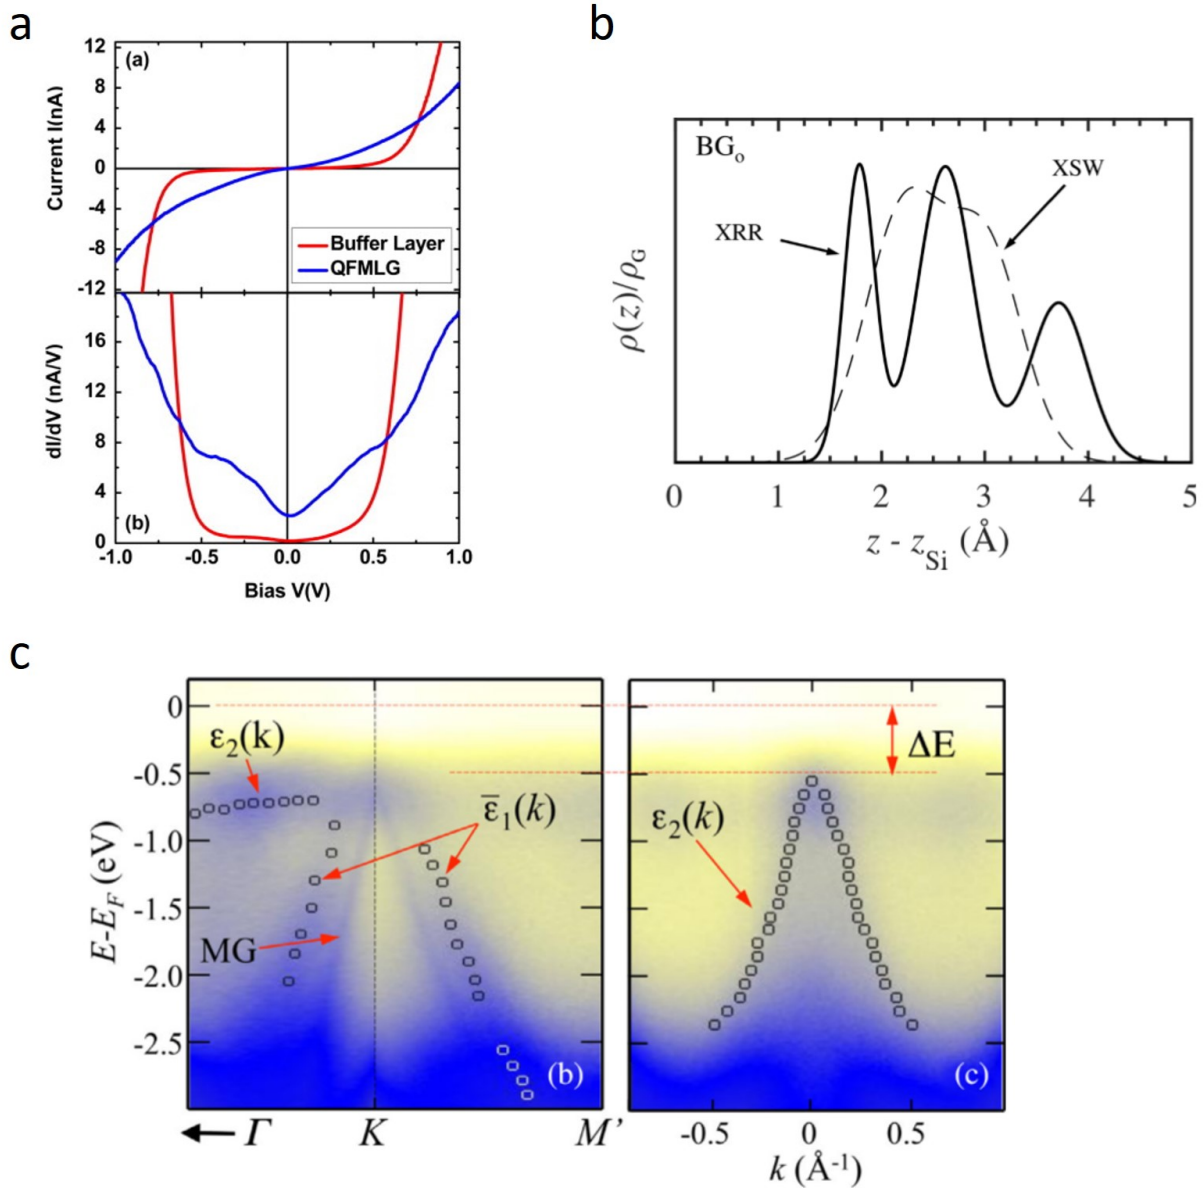 a
(a)
Current I(nA)
12
8
4
0
-4
-8
-12
Buffer Layer
QFMLG
dI/dV (nA/V)
16
12
8
4
0
(b)
-1.0 -0.5 0.0 0.5 1.0
Bias V(V)
b
BGo
XSW
XRR
ρ(z)/ρG
0 1 2 3 4 5
z - zSi (Å)
c
E-EF (eV)
0
-0.5
-1.0
-1.5
-2.0
-2.5
ε2(k)
ε̅1(k)
MG
(b)
Γ K M’
ΔE
ε2(k)
(c)
-0.5 0 0.5
k (Å-1)